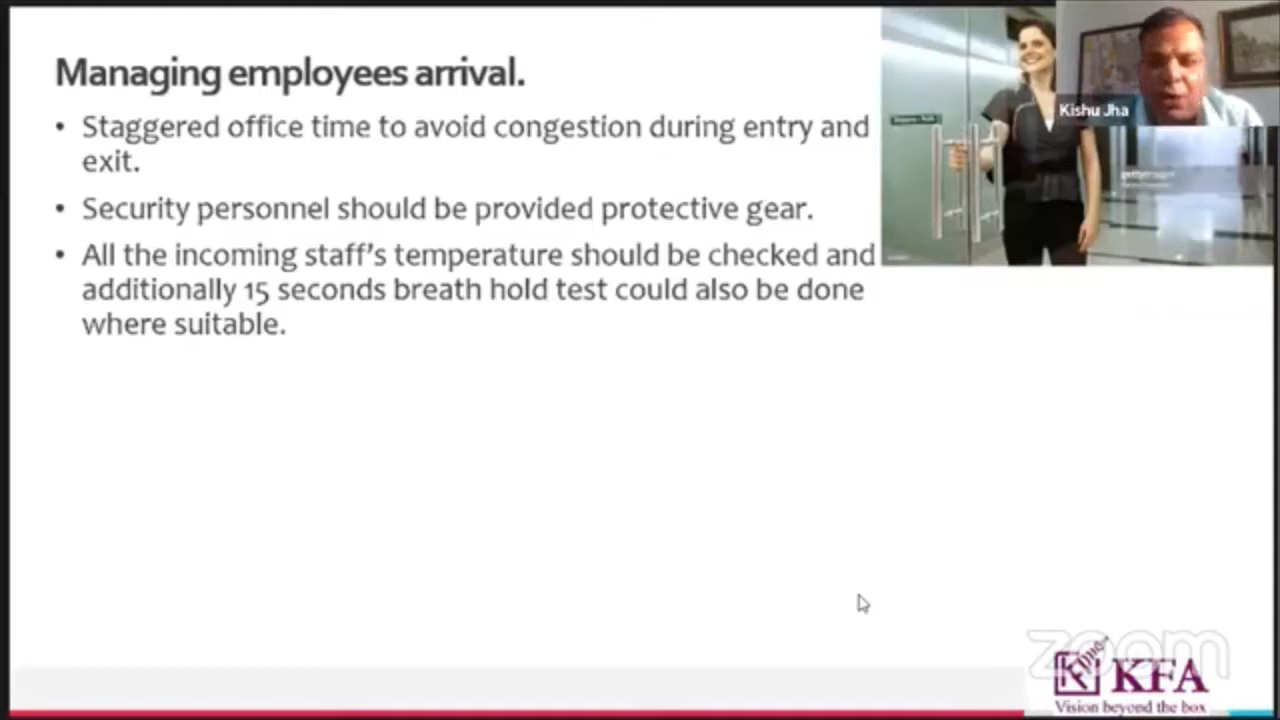 Managing employees arrival.
• Staggered office time to avoid congestion during entry and
exit.
• Security personnel should be provided protective gear.
• All the incoming staff's temperature should be checked and
additionally 15 seconds breath hold test could also be done
where suitable.
Kishu Jha
zoom
KFA
Vision beyond the box